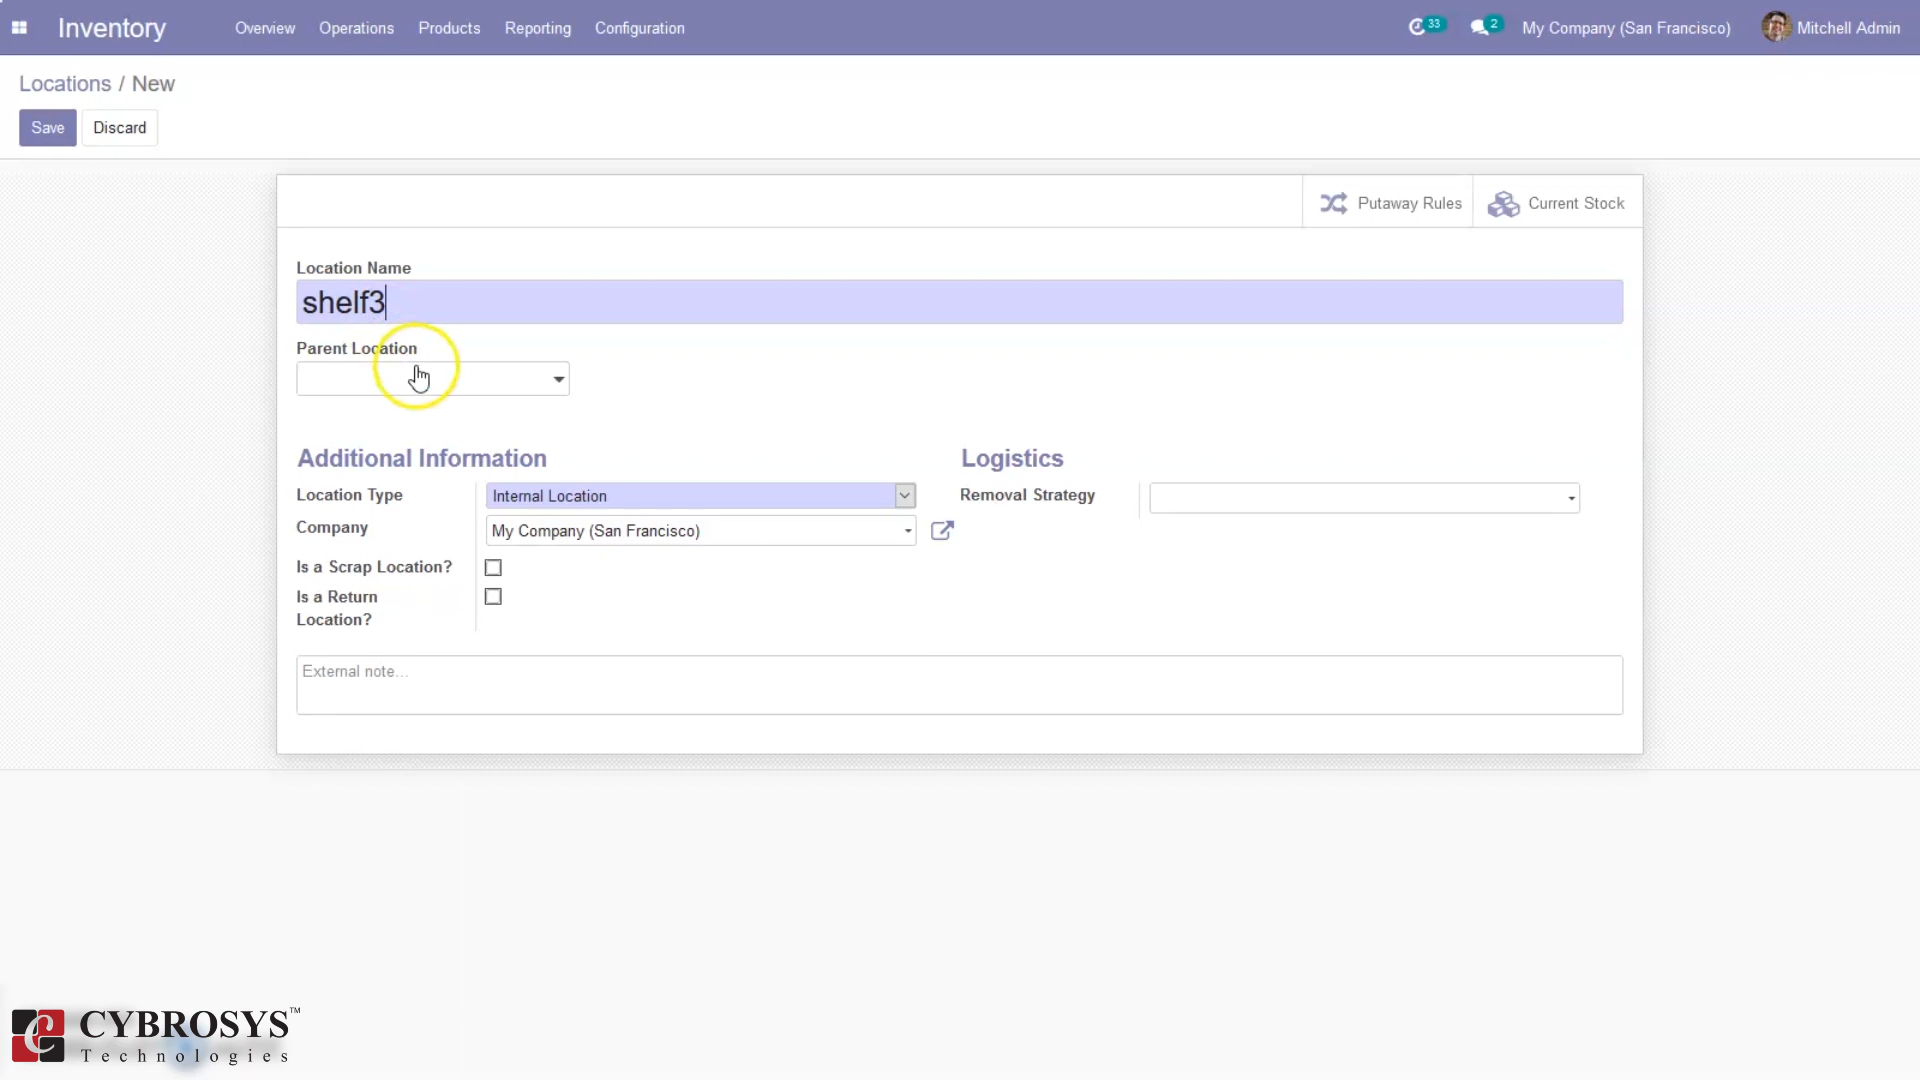 Inventory Overview Operations Products Reporting Configuration 33 2 My Company (San Francisco) Mitchell Admin
Locations / New
Save Discard
Putaway Rules Current Stock
Location Name
shelf3
Parent Location
Additional Information Logistics
Location Type Internal Location Removal Strategy
Company My Company (San Francisco)
Is a Scrap Location?
Is a Return
Location?
External note...
CYBROSYS™
Technologies